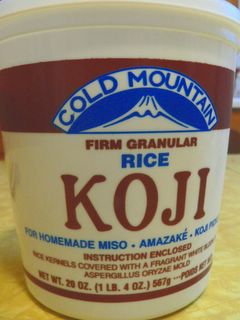 COLD MOUNTAIN
FIRM GRANULAR
RICE
KOJI
FOR HOMEMADE MISO • AMAZAKÉ • KOJI
INSTRUCTION ENCLOSED
RICE KERNELS COVERED WITH A FRAGRANT WHITE
ASPERGILLUS ORYZAE MOLD
NET WT. 20 OZ. (1 LB. 4 OZ.) 567g